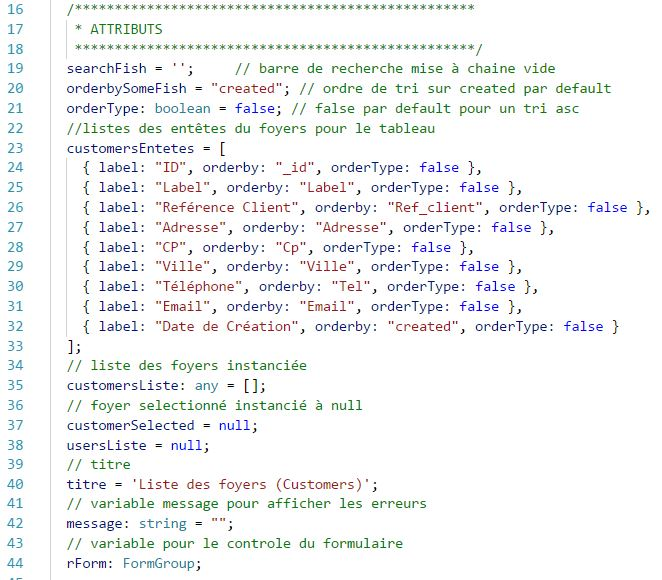 16 /**************************************************
17 * ATTRIBUTS
18 **************************************************/
19 searchFish = ''; // barre de recherche mise à chaine vide
20 orderbySomeFish = "created"; // ordre de tri sur created par default
21 orderType: boolean = false; // false par default pour un tri asc
22 //listes des entêtes du foyers pour le tableau
23 customersEntetes = [
24 { label: "ID", orderby: "_id", orderType: false },
25 { label: "Label", orderby: "Label", orderType: false },
26 { label: "Reférence Client", orderby: "Ref_client", orderType: false },
27 { label: "Adresse", orderby: "Adresse", orderType: false },
28 { label: "CP", orderby: "Cp", orderType: false },
29 { label: "Ville", orderby: "Ville", orderType: false },
30 { label: "Téléphone", orderby: "Tel", orderType: false },
31 { label: "Email", orderby: "Email", orderType: false },
32 { label: "Date de Création", orderby: "created", orderType: false }
33 ];
34 // liste des foyers instanciée
35 customersListe: any = [];
36 // foyer selectionné instancié à null
37 customerSelected = null;
38 usersListe = null;
39 // titre
40 titre = 'Liste des foyers (Customers)';
41 // variable message pour afficher les erreurs
42 message: string = "";
43 // variable pour le controle du formulaire
44 rForm: FormGroup;